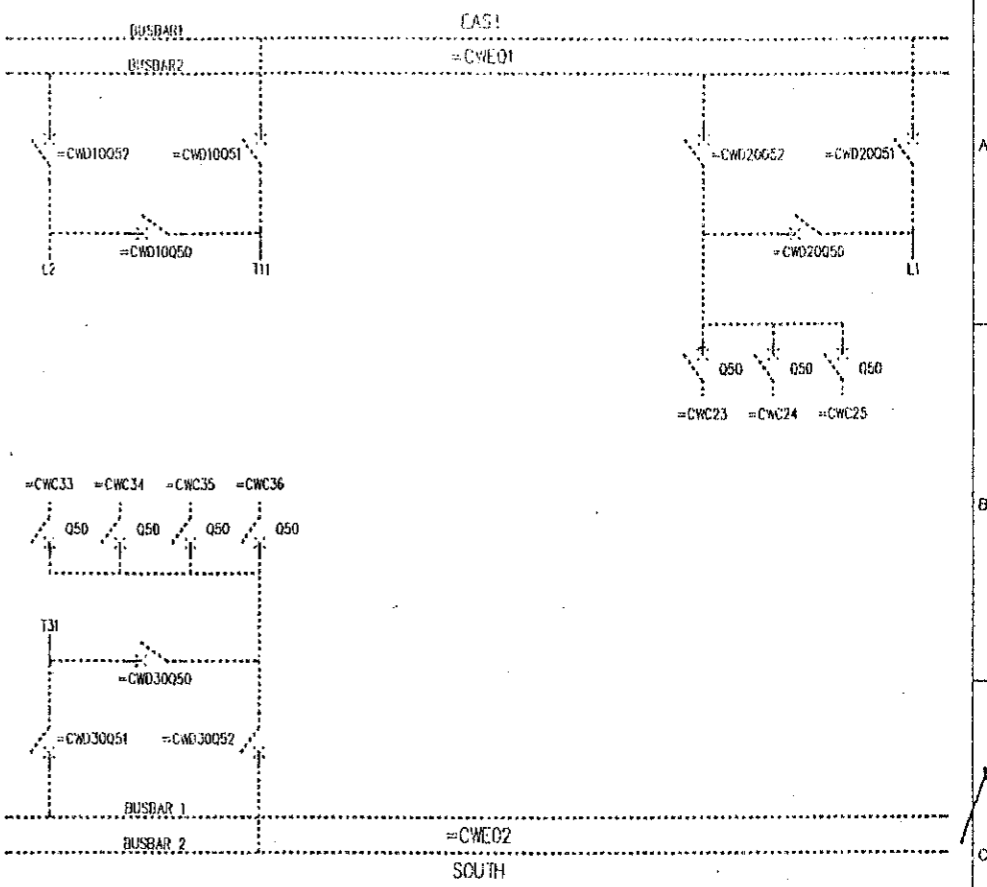 BUSBAR1
CAS1
BUSBAR2
=CWE01
=CWD10Q52
=CWD10Q51
=CWD20Q52
=CWD20Q51
=CWD10Q50
=CWD20Q50
L2
T11
L1
Q50
Q50
Q50
=CWC23
=CWC24
=CWC25
=CWC33
=CWC34
=CWC35
=CWC36
Q50
Q50
Q50
Q50
T31
=CWD30Q50
=CWD30Q51
=CWD30Q52
BUSBAR 1
BUSBAR 2
=CWE02
SOUTH
A
B
C